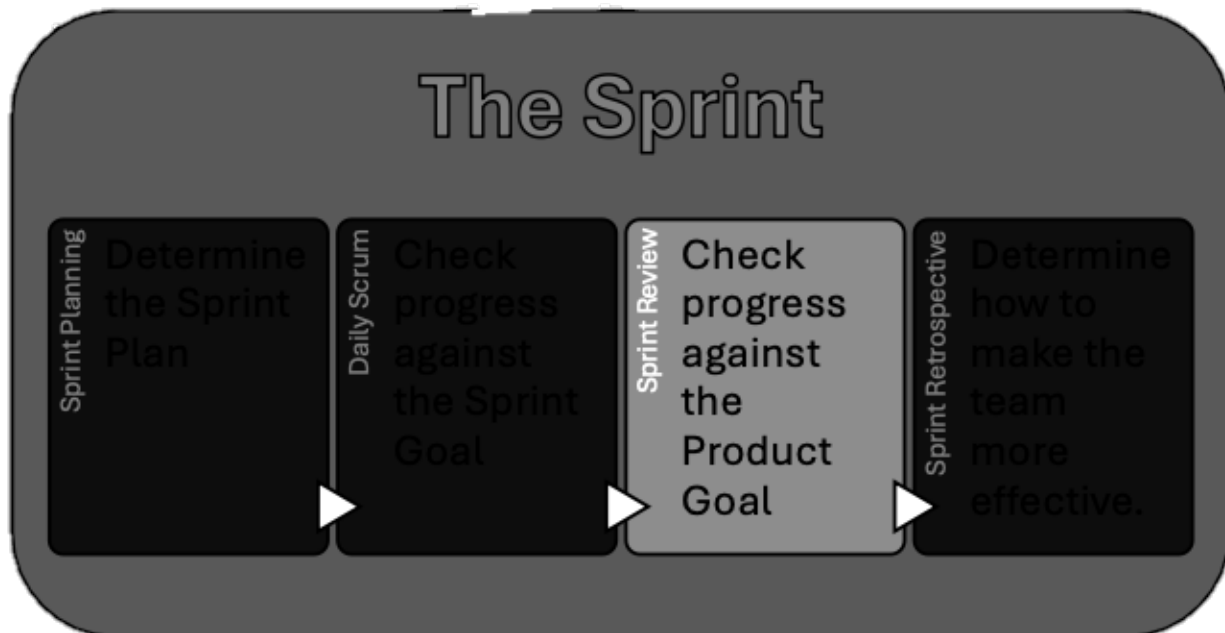 The Sprint
Sprint Planning
Determine
the Sprint
Plan
Daily Scrum
Check
progress
against
the Sprint
Goal
Sprint Review
Check
progress
against
the
Product
Goal
Sprint Retrospective
Determine
how to
make the
team
more
effective.